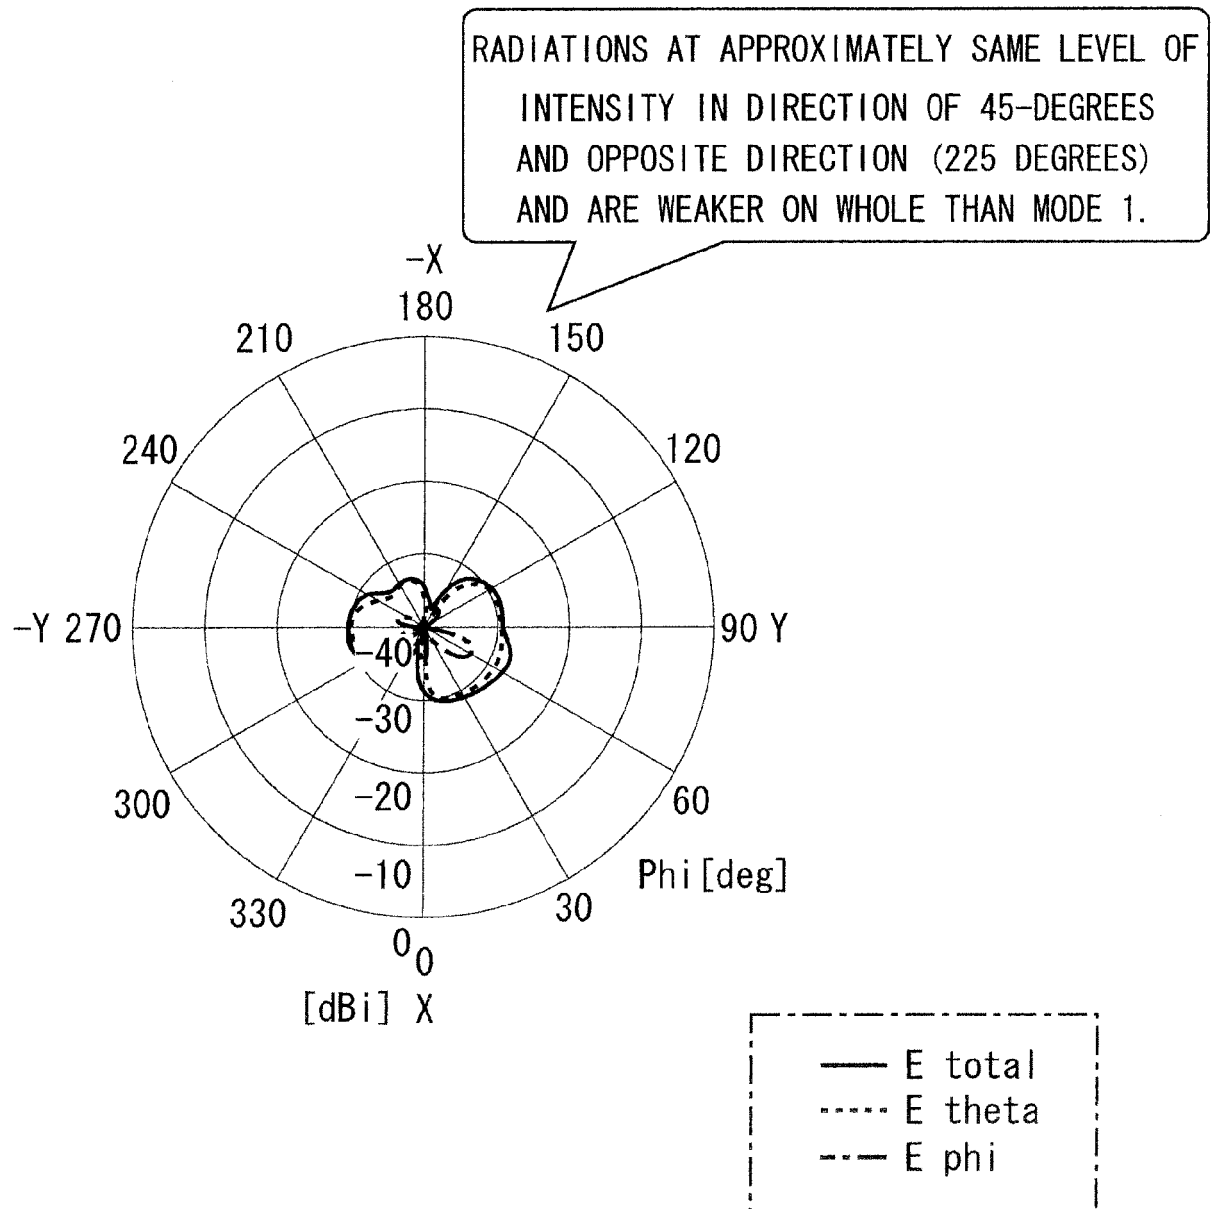 RADIATIONS AT APPROXIMATELY SAME LEVEL OF
INTENSITY IN DIRECTION OF 45-DEGREES
AND OPPOSITE DIRECTION (225 DEGREES)
AND ARE WEAKER ON WHOLE THAN MODE 1.
-X
180
210
150
240
120
-Y 270
90 Y
-40
-30
-20
-10
0
300
60
Phi[deg]
330
30
0
[dBi] X
E total
E theta
E phi